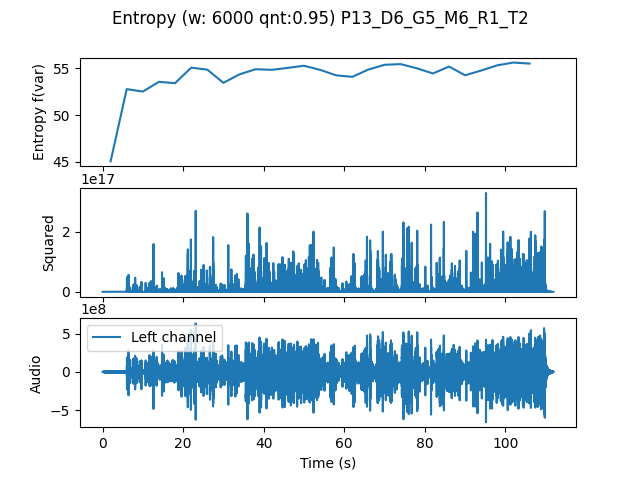 Entropy (w: 6000 qnt:0.95) P13_D6_G5_M6_R1_T2
Entropy f(var)
55
50
45
1e17
Squared
2
0
1e8
Audio
5
0
−5
Left channel
0 20 40 60 80 100
Time (s)